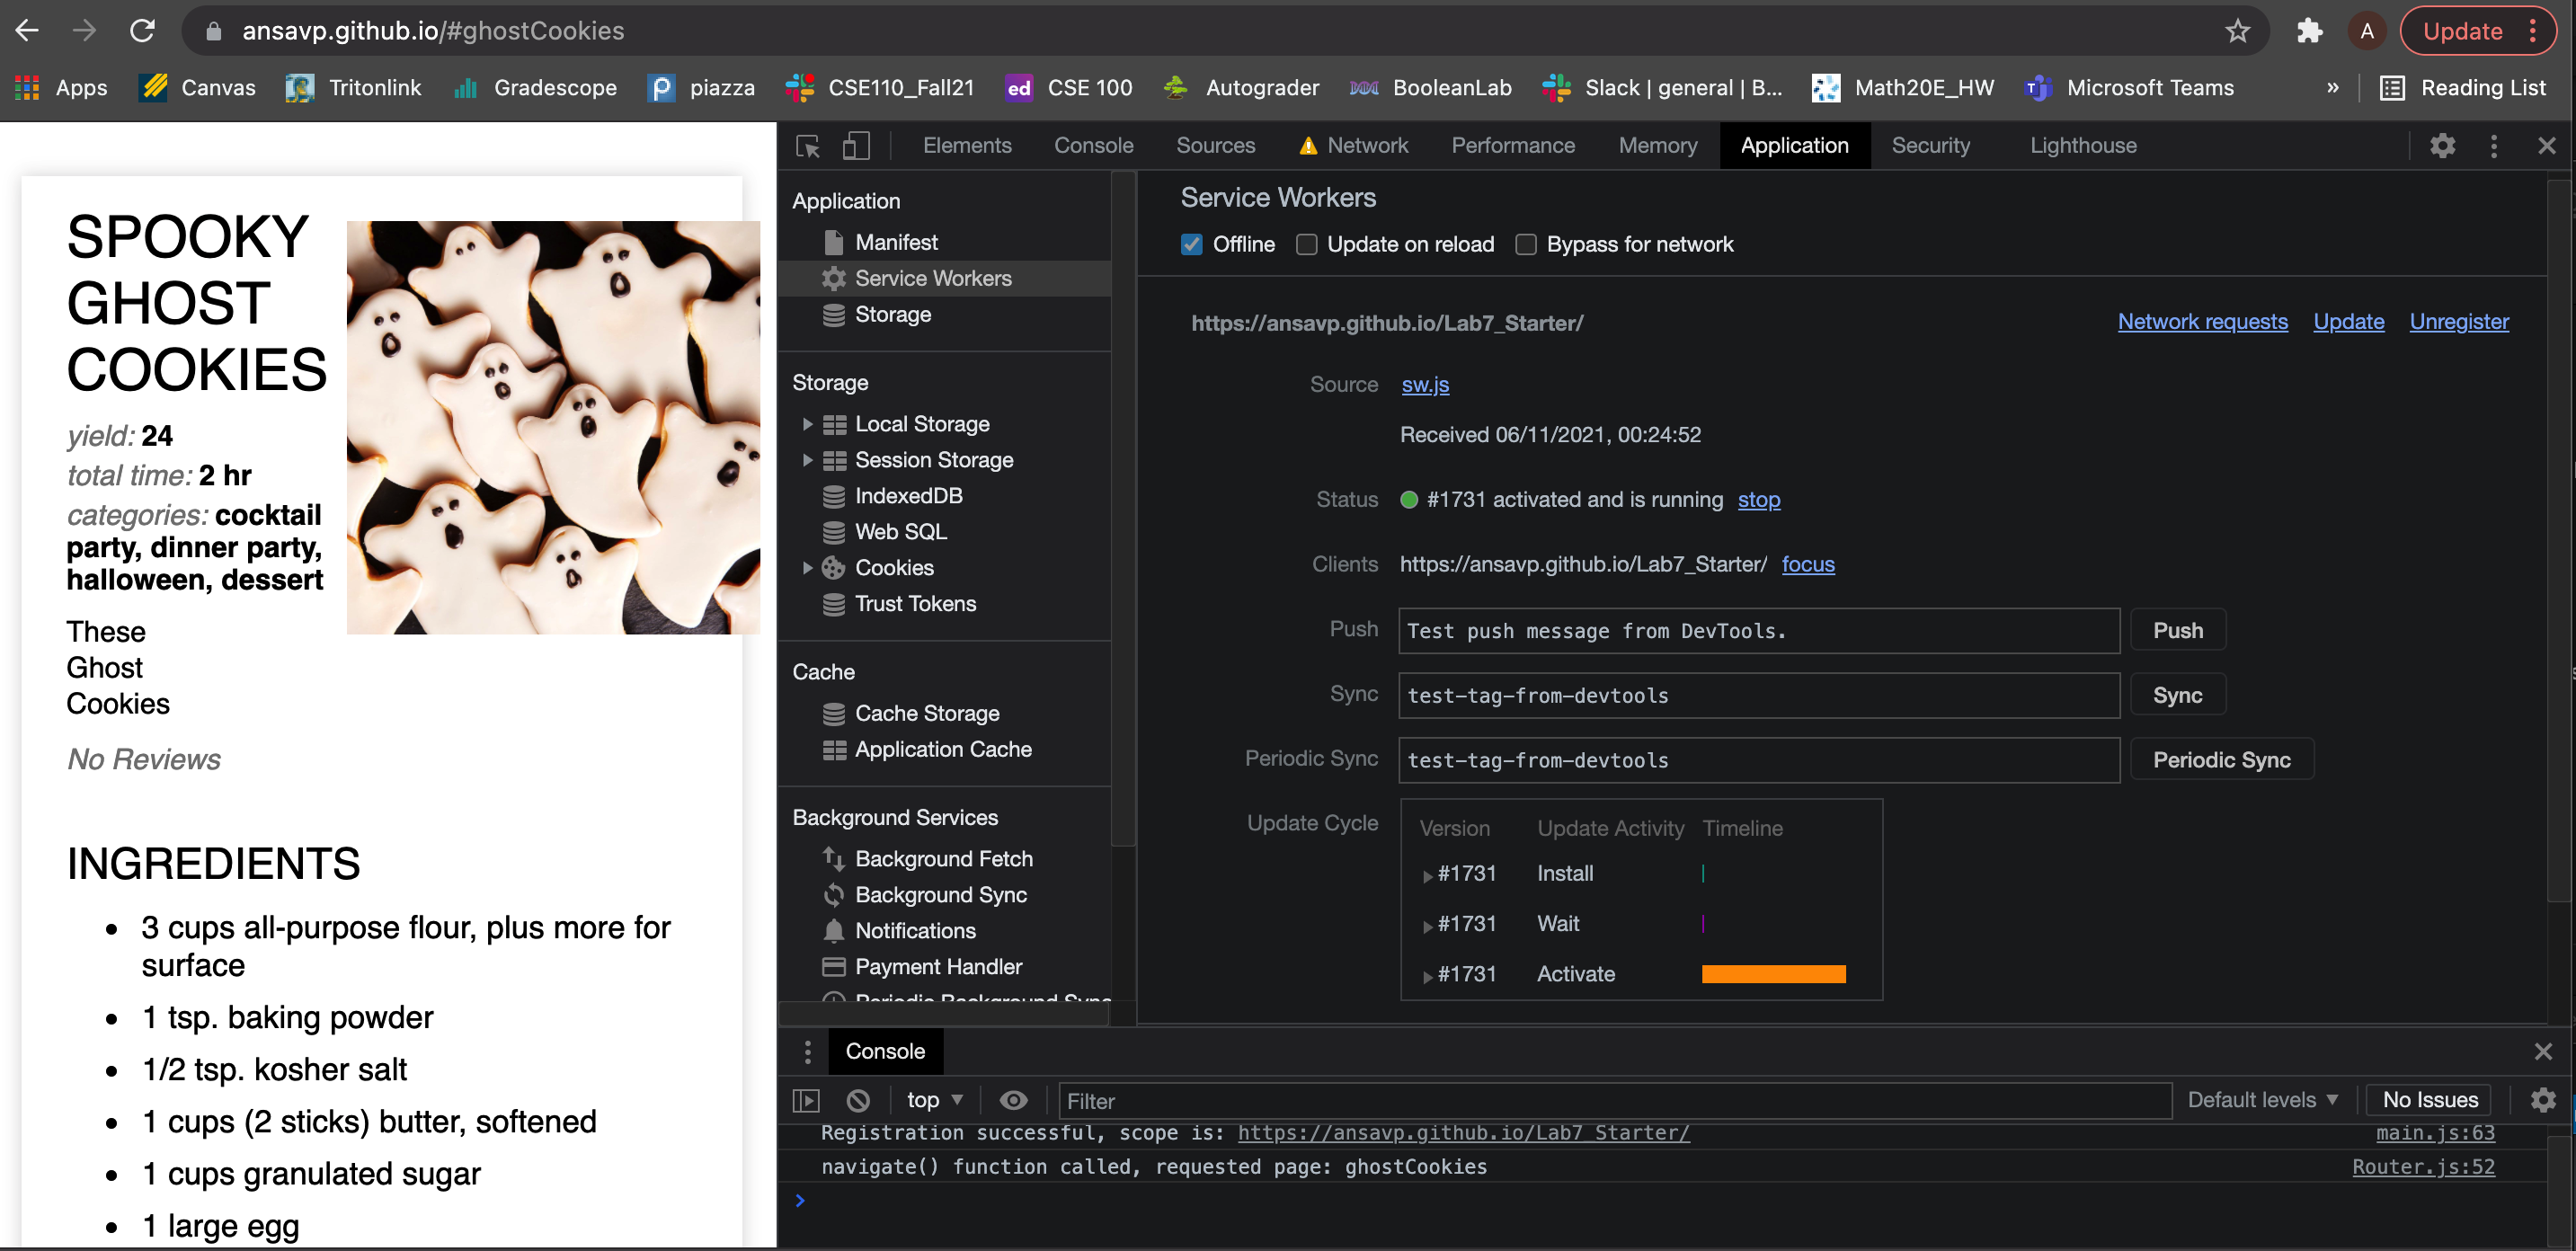 ansavp.github.io/#ghostCookies
A
Update
Apps
Canvas
Tritonlink
Gradescope
piazza
CSE110_Fall21
ed
CSE 100
Autograder
BooleanLab
Slack | general | B...
Math20E_HW
Microsoft Teams
»
Reading List
SPOOKY
GHOST
COOKIES
yield: 24
total time: 2 hr
categories: cocktail
party, dinner party,
halloween, dessert
These
Ghost
Cookies
No Reviews
INGREDIENTS
• 3 cups all-purpose flour, plus more for
surface
• 1 tsp. baking powder
• 1/2 tsp. kosher salt
• 1 cups (2 sticks) butter, softened
• 1 cups granulated sugar
• 1 large egg
Elements
Console
Sources
Network
Performance
Memory
Application
Security
Lighthouse
Application
Manifest
Service Workers
Storage
Storage
Local Storage
Session Storage
IndexedDB
Web SQL
Cookies
Trust Tokens
Cache
Cache Storage
Application Cache
Background Services
Background Fetch
Background Sync
Notifications
Payment Handler
Periodic Background Sync
Service Workers
Offline
Update on reload
Bypass for network
https://ansavp.github.io/Lab7_Starter/
Network requests
Update
Unregister
Source sw.js
Received 06/11/2021, 00:24:52
Status #1731 activated and is running stop
Clients https://ansavp.github.io/Lab7_Starter/ focus
Push Test push message from DevTools. Push
Sync test-tag-from-devtools Sync
Periodic Sync test-tag-from-devtools Periodic Sync
Update Cycle
Version Update Activity Timeline
#1731 Install
#1731 Wait
#1731 Activate
Console
top
Filter
Default levels
No Issues
Registration successful, scope is: https://ansavp.github.io/Lab7_Starter/ main.js:63
navigate() function called, requested page: ghostCookies Router.js:52
>